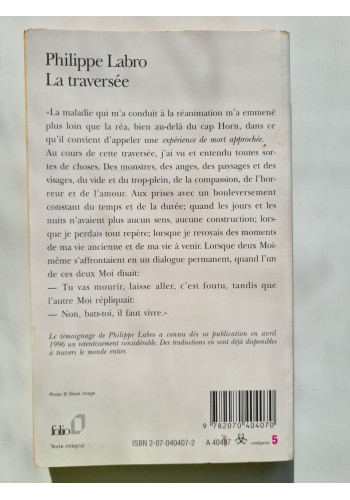 Philippe Labro
La traversée
«La maladie qui m'a conduit à la réanimation m'a emmené
plus loin que la réa, bien au-delà du cap Horn, dans ce
qu'il convient d'appeler une expérience de mort approchée.
Au cours de cette traversée, j'ai vu et entendu toutes sor-
tes de choses. Des monstres, des anges, des paysages et des
visages, du vide et du trop-plein, de la compassion, de l'hor-
reur et de l'amour. Aux prises avec un bouleversement
constant du temps et de la durée; quand les jours et les
nuits n'avaient plus aucun sens, aucune construction; lors-
que je perdais tout repère; lorsque je revoyais des moments
de ma vie ancienne et de ma vie à venir. Lorsque deux Moi-
même s'affrontaient en un dialogue permanent, quand l'un
de ces deux Moi disait:
— Tu vas mourir, laisse aller, c'est foutu, tandis que
l'autre Moi répliquait:
— Non, bats-toi, il faut vivre.»
Le témoignage de Philippe Labro a connu dès sa publication en avril
1996 un retentissement considérable. Des traductions en sont déjà disponibles
à travers le monde entier.
Photo © Steve Image
9 782070 404070
folio
Texte intégral
ISBN 2-07-040407-2 A 40407 catégorie 5